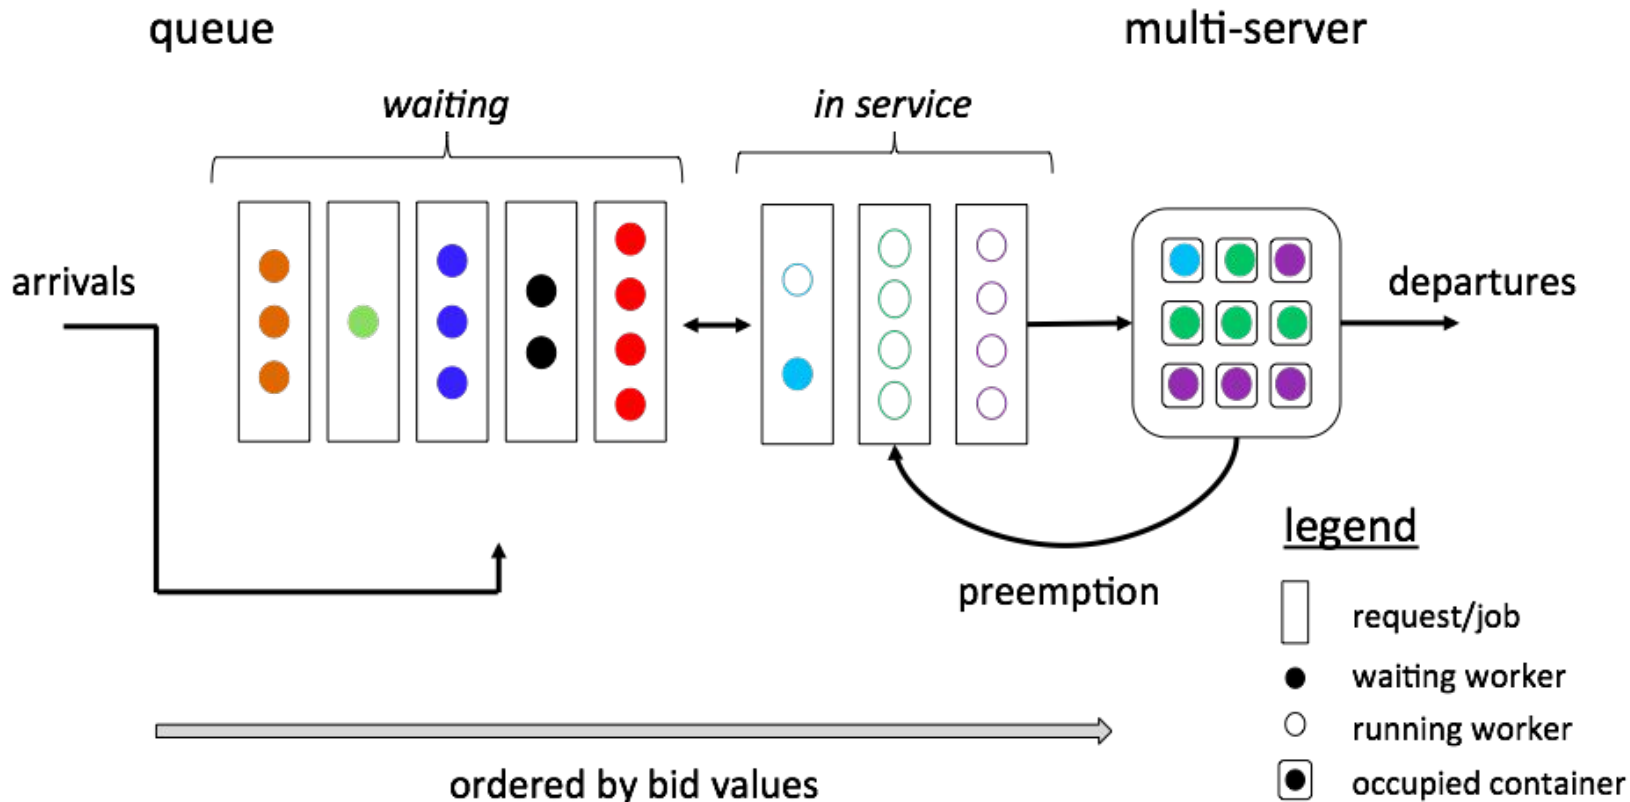 queue
multi-server
waiting
in service
arrivals
departures
preemption
legend
request/job
waiting worker
running worker
occupied container
ordered by bid values